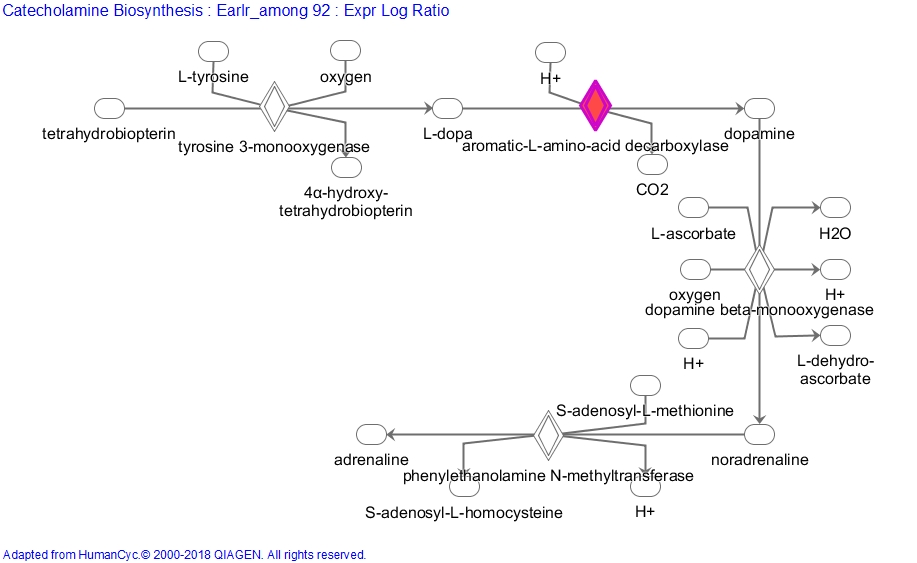 Catecholamine Biosynthesis : Earlr_among 92 : Expr Log Ratio
L-tyrosine
oxygen
H+
tetrahydrobiopterin
L-dopa
dopamine
tyrosine 3-monooxygenase
aromatic-L-amino-acid decarboxylase
4α-hydroxy-
tetrahydrobiopterin
CO2
L-ascorbate
H2O
oxygen
H+
dopamine beta-monooxygenase
H+
L-dehydro-
ascorbate
S-adenosyl-L-methionine
adrenaline
noradrenaline
phenylethanolamine N-methyltransferase
S-adenosyl-L-homocysteine
H+
Adapted from HumanCyc.© 2000-2018 QIAGEN. All rights reserved.